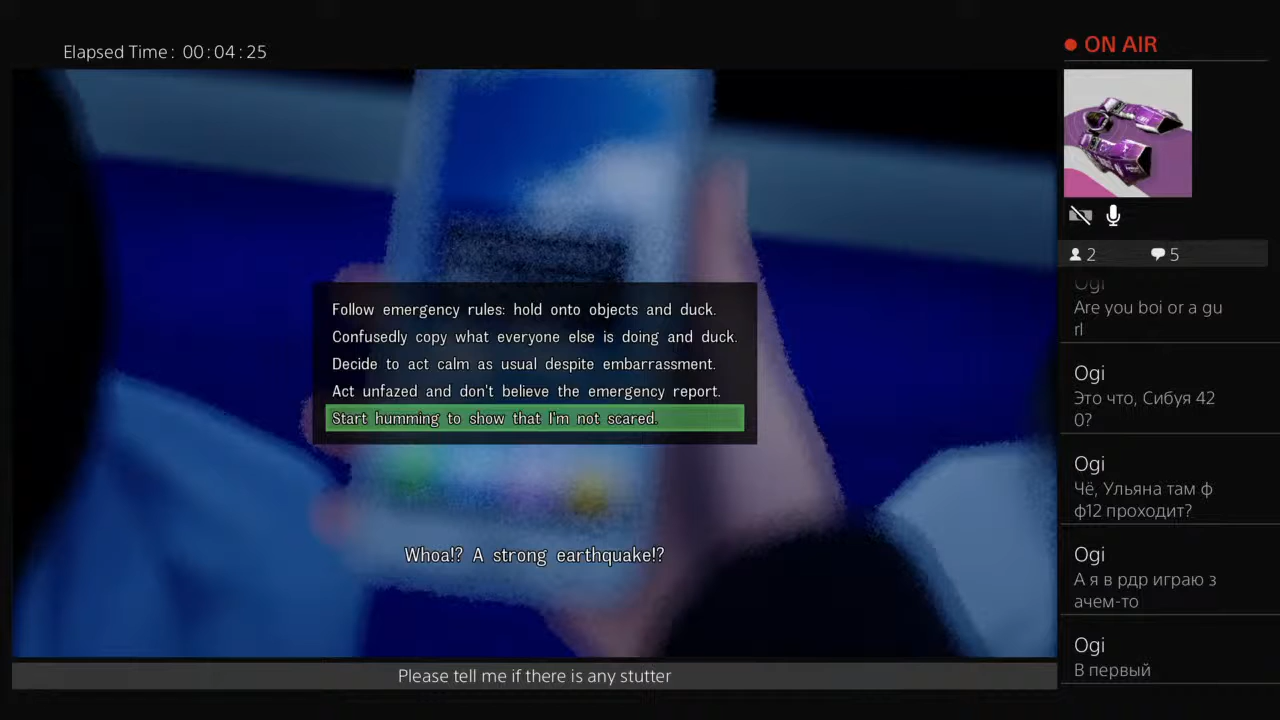 Elapsed Time: 00:04:25
ON AIR
2
5
Follow emergency rules: hold onto objects and duck.
Confusedly copy what everyone else is doing and duck.
Decide to act calm as usual despite embarrassment.
Act unfazed and don't believe the emergency report.
Start humming to show that I'm not scared.
Whoa!? A strong earthquake!?
Please tell me if there is any stutter
Ogi
Are you boi or a gu
rl
Ogi
Это что, Сибуя 42
0?
Ogi
Чё, Ульяна там ф
ф12 проходит?
Ogi
А я в рдр играю з
ачем-то
Ogi
В первый